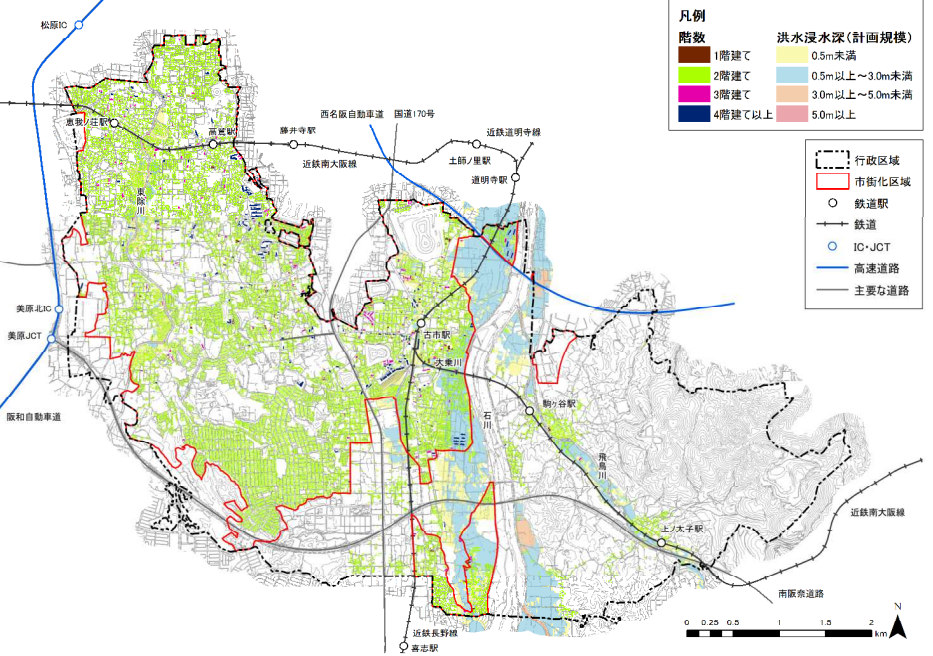 凡例
階数
1階建て
2階建て
3階建て
4階建て以上
洪水浸水深(計画規模)
0.5m未満
0.5m以上～3.0m未満
3.0m以上～5.0m未満
5.0m以上
行政区域
市街化区域
鉄道駅
鉄道
IC・JCT
高速道路
主要な道路
松原IC
恵我ノ荘駅
高鷲駅
藤井寺駅
西名阪自動車道
国道170号
近鉄南大阪線
近鉄道明寺線
土師ノ里駅
道明寺駅
東除川
美原北IC
美原JCT
阪和自動車道
古市駅
大乗川
石川
駒ヶ谷駅
飛鳥川
上ノ太子駅
近鉄南大阪線
南阪奈道路
近鉄長野線
喜志駅
N
0 0.25 0.5 1 1.5 2
km